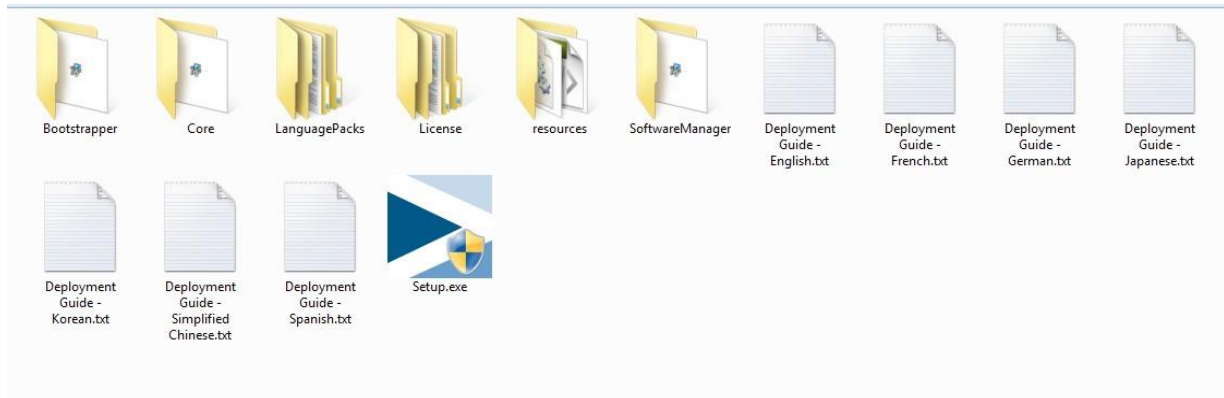 Bootstrapper
Core
LanguagePacks
License
resources
SoftwareManager
Deployment
Guide -
English.txt
Deployment
Guide -
French.txt
Deployment
Guide -
German.txt
Deployment
Guide -
Japanese.txt
Deployment
Guide -
Korean.txt
Deployment
Guide -
Simplified
Chinese.txt
Deployment
Guide -
Spanish.txt
Setup.exe